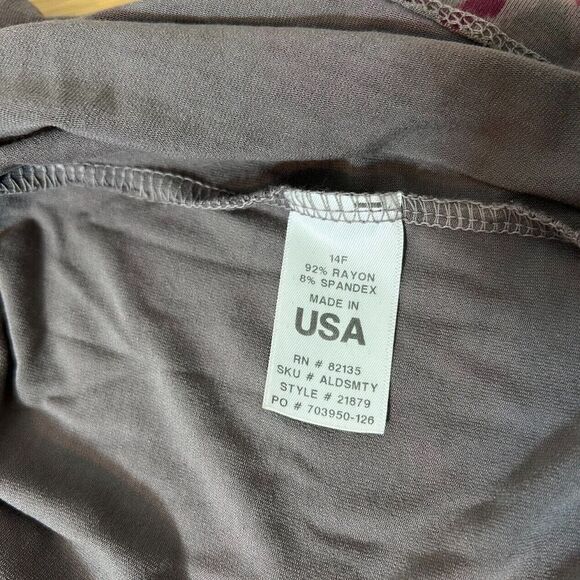 14F
92% RAYON
8% SPANDEX
MADE IN
USA
RN # 82135
SKU # ALDSMTY
STYLE # 21879
PO # 703950-126